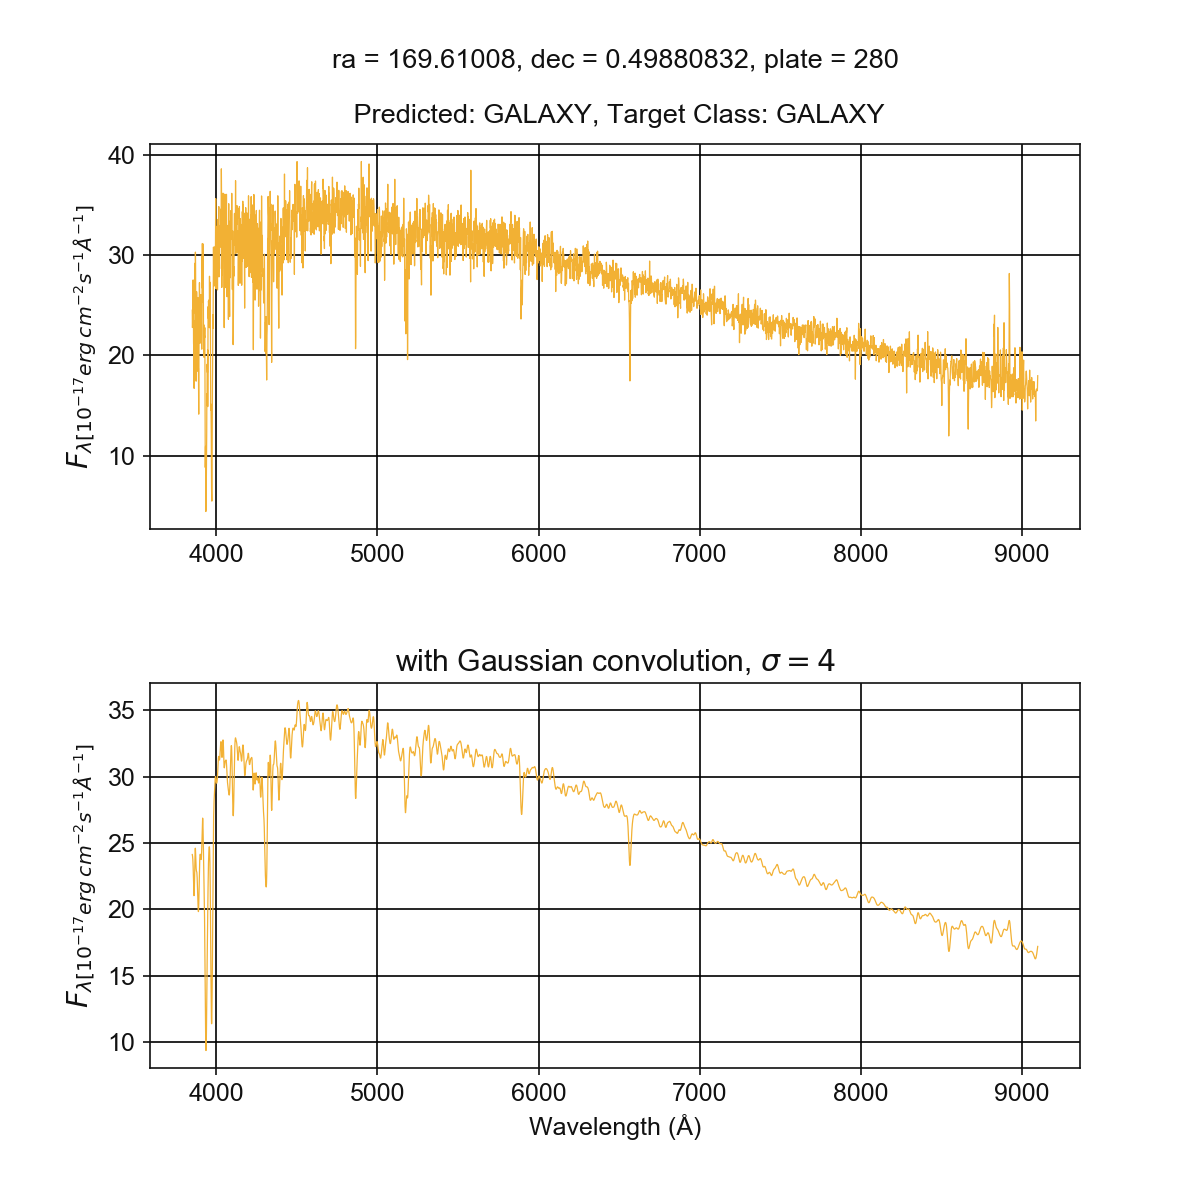 ra = 169.61008, dec = 0.49880832, plate = 280
Predicted: GALAXY, Target Class: GALAXY
F_λ[10^−17 erg cm^−2 s^−1 Å^−1]
40
30
20
10
4000 5000 6000 7000 8000 9000
with Gaussian convolution, σ = 4
F_λ[10^−17 erg cm^−2 s^−1 Å^−1]
35
30
25
20
15
10
4000 5000 6000 7000 8000 9000
Wavelength (Å)